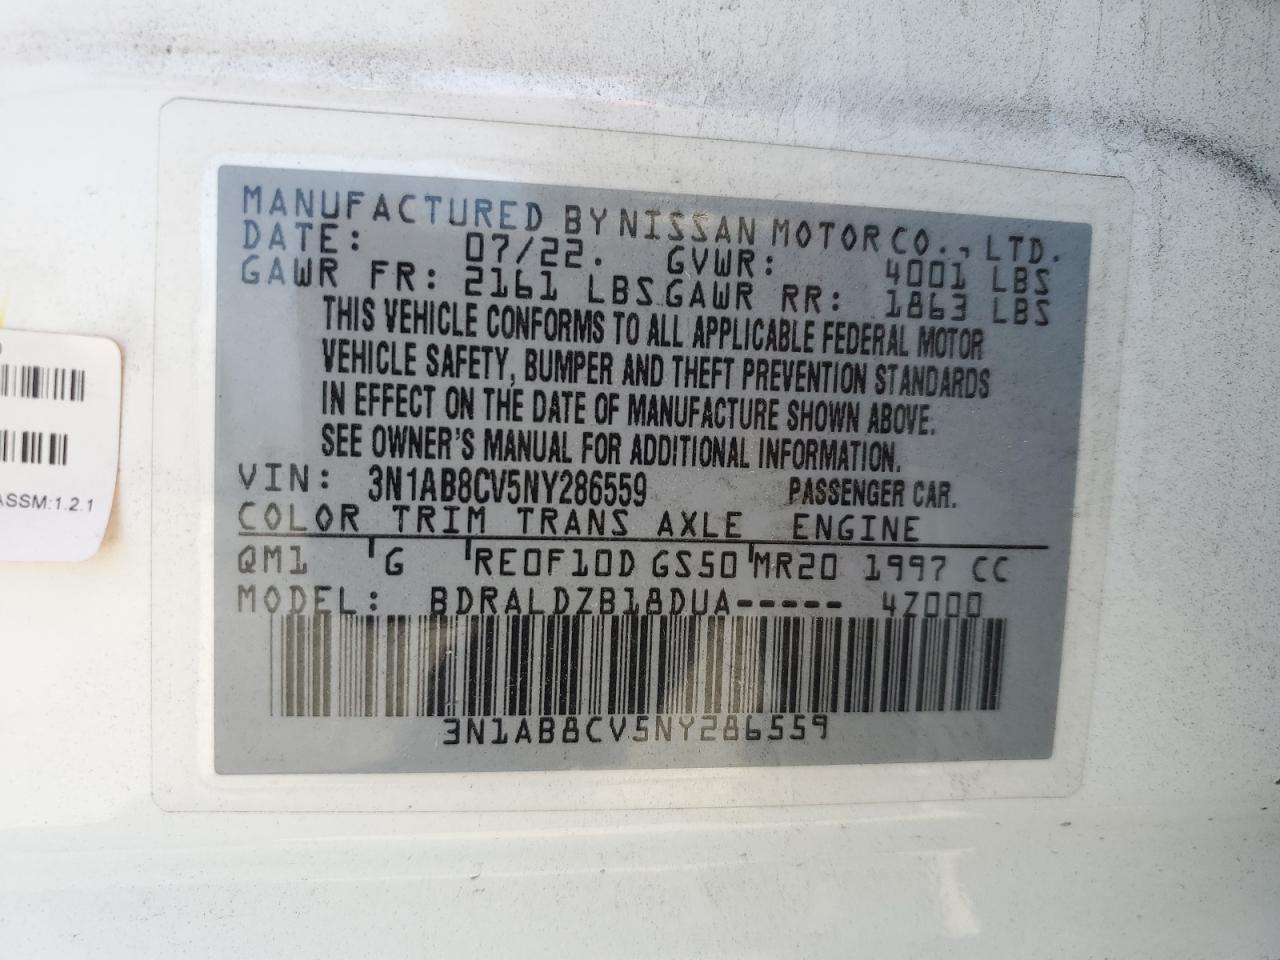 MANUFACTURED BY NISSAN MOTOR CO., LTD.
DATE: 07/22. GVWR: 4001 LBS
GAWR FR: 2161 LBS GAWR RR: 1863 LBS
THIS VEHICLE CONFORMS TO ALL APPLICABLE FEDERAL MOTOR
VEHICLE SAFETY, BUMPER AND THEFT PREVENTION STANDARDS
IN EFFECT ON THE DATE OF MANUFACTURE SHOWN ABOVE.
SEE OWNER'S MANUAL FOR ADDITIONAL INFORMATION.
VIN: 3N1AB8CV5NY286559 PASSENGER CAR.
COLOR TRIM TRANS AXLE ENGINE
QM1 G RE0F10D GS50 MR20 1997 CC
MODEL: BDRALDZB18DUA----- 4Z000
3N1AB8CV5NY286559
ASSM:1.2.1